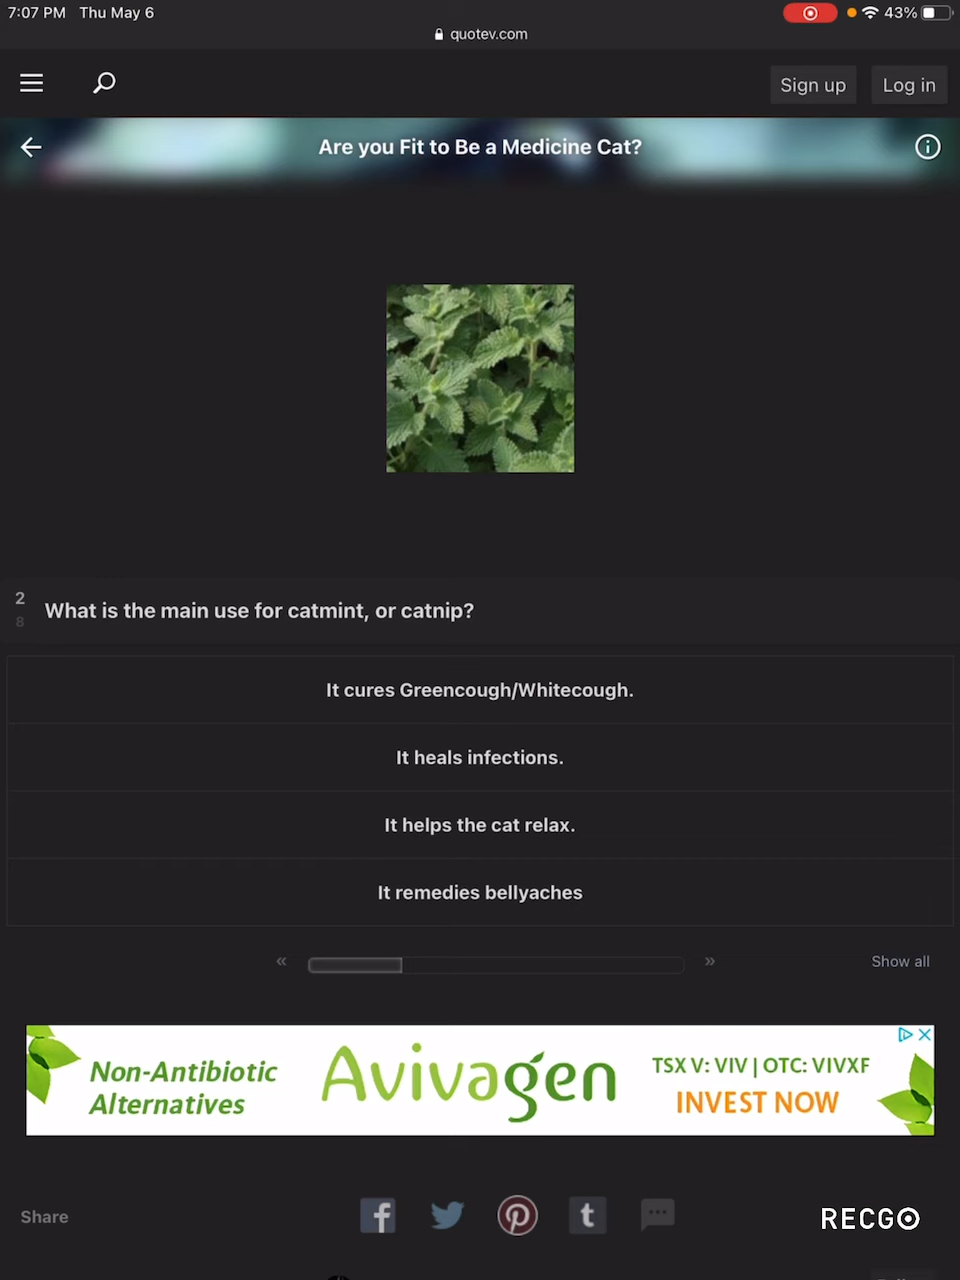 7:07 PM Thu May 6
43%
quotev.com
Sign up
Log in
Are you Fit to Be a Medicine Cat?
2
8
What is the main use for catmint, or catnip?
It cures Greencough/Whitecough.
It heals infections.
It helps the cat relax.
It remedies bellyaches
« » Show all
Non-Antibiotic
Alternatives
Avivagen
TSX V: VIV | OTC: VIVXF
INVEST NOW
Share
RECGO